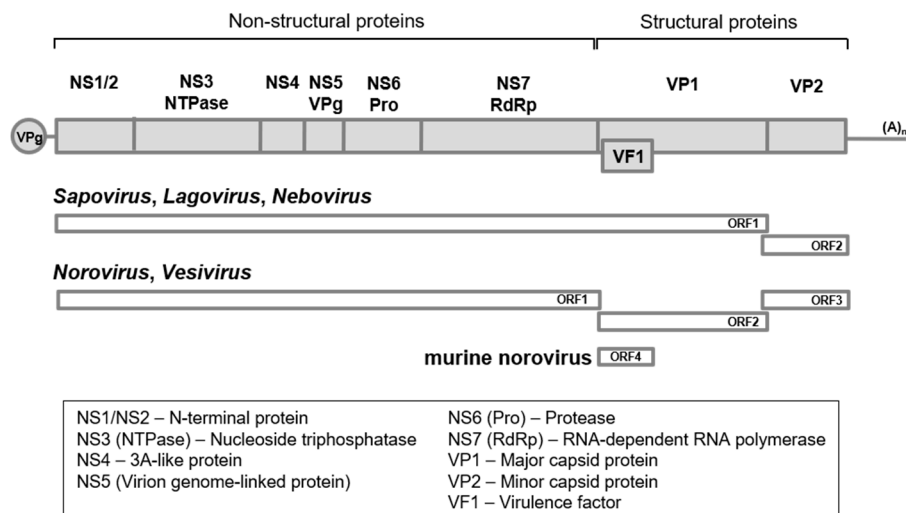 Non-structural proteins
Structural proteins
NS1/2
NS3
NTPase
NS4
NS5
VPg
NS6
Pro
NS7
RdRp
VP1
VP2
VPg
VF1
(A)n
Sapovirus, Lagovirus, Nebovirus
ORF1
ORF2
Norovirus, Vesivirus
ORF1
ORF3
ORF2
murine norovirus
ORF4
NS1/NS2 – N-terminal protein
NS3 (NTPase) – Nucleoside triphosphatase
NS4 – 3A-like protein
NS5 (Virion genome-linked protein)
NS6 (Pro) – Protease
NS7 (RdRp) – RNA-dependent RNA polymerase
VP1 – Major capsid protein
VP2 – Minor capsid protein
VF1 – Virulence factor